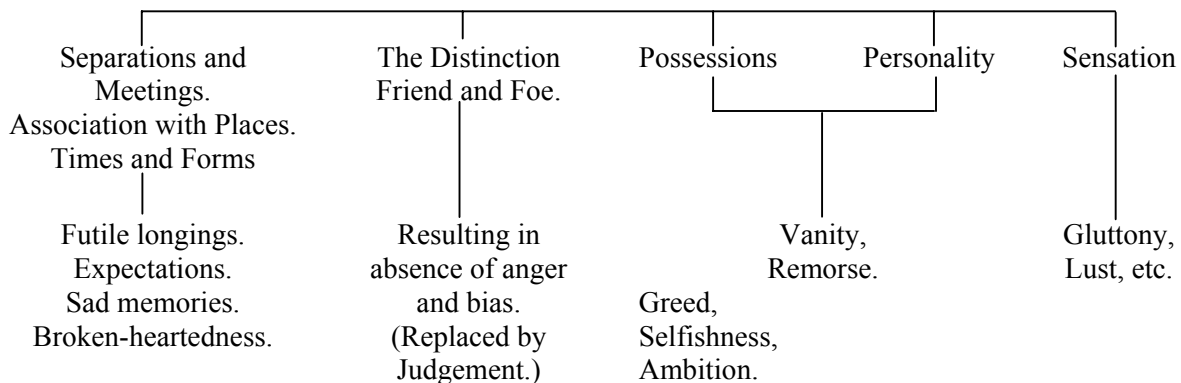 Separations and
Meetings.
Association with Places.
Times and Forms
The Distinction
Friend and Foe.
Possessions
Personality
Sensation
Futile longings.
Expectations.
Sad memories.
Broken-heartedness.
Resulting in
absence of anger
and bias.
(Replaced by
Judgement.)
Vanity,
Remorse.
Greed,
Selfishness,
Ambition.
Gluttony,
Lust, etc.